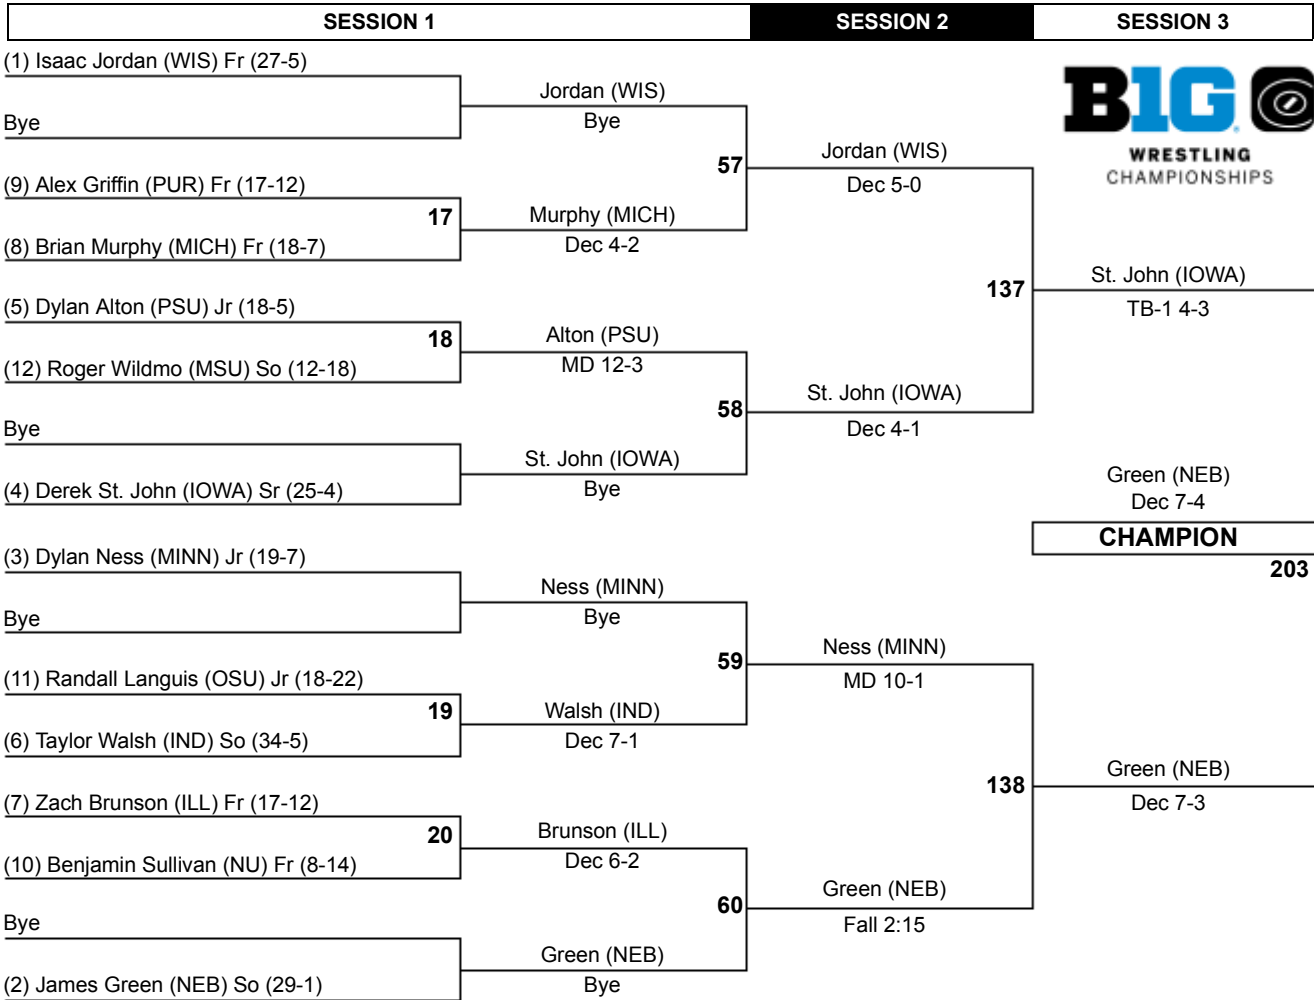 SESSION 1
SESSION 2
SESSION 3
(1) Isaac Jordan (WIS) Fr (27-5)
Bye
(9) Alex Griffin (PUR) Fr (17-12)
17
(8) Brian Murphy (MICH) Fr (18-7)
(5) Dylan Alton (PSU) Jr (18-5)
18
(12) Roger Wildmo (MSU) So (12-18)
Bye
(4) Derek St. John (IOWA) Sr (25-4)
(3) Dylan Ness (MINN) Jr (19-7)
Bye
(11) Randall Languis (OSU) Jr (18-22)
19
(6) Taylor Walsh (IND) So (34-5)
(7) Zach Brunson (ILL) Fr (17-12)
20
(10) Benjamin Sullivan (NU) Fr (8-14)
Bye
(2) James Green (NEB) So (29-1)
Jordan (WIS)
Bye
57
Murphy (MICH)
Dec 4-2
Alton (PSU)
MD 12-3
58
St. John (IOWA)
Bye
Ness (MINN)
Bye
59
Walsh (IND)
Dec 7-1
Brunson (ILL)
Dec 6-2
60
Green (NEB)
Bye
Jordan (WIS)
Dec 5-0
137
St. John (IOWA)
Dec 4-1
Ness (MINN)
MD 10-1
138
Green (NEB)
Fall 2:15
B1G
WRESTLING
CHAMPIONSHIPS
St. John (IOWA)
TB-1 4-3
Green (NEB)
Dec 7-4
CHAMPION
203
Green (NEB)
Dec 7-3